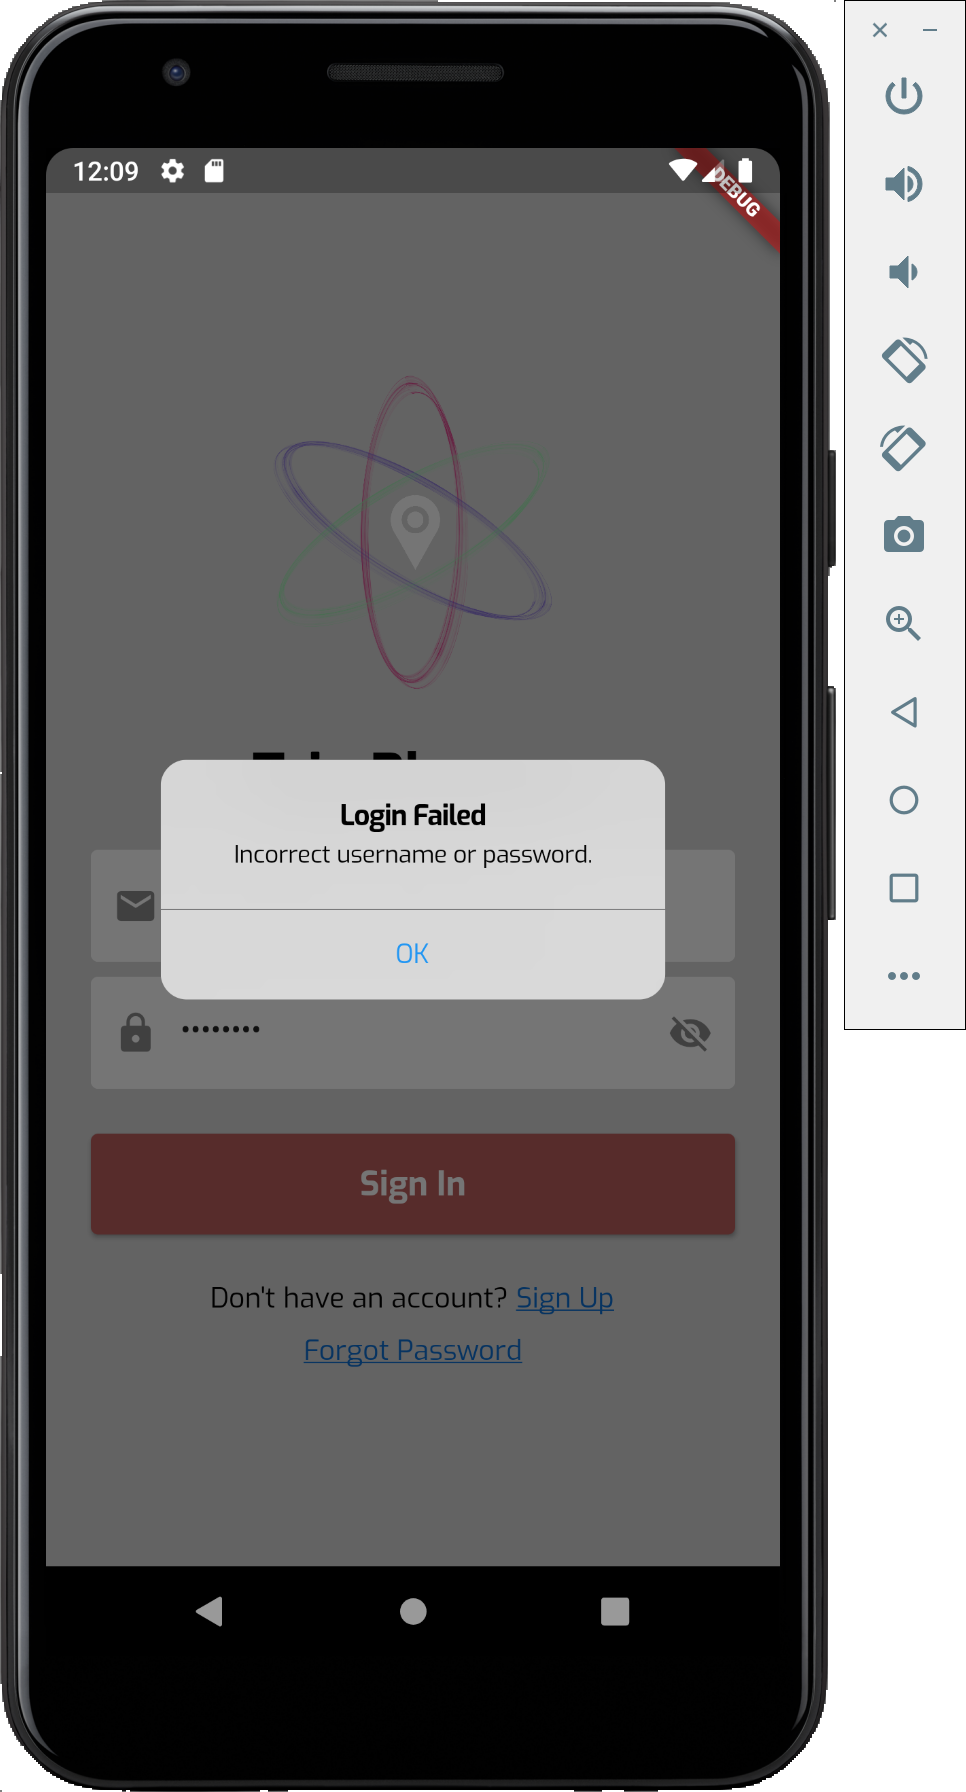 12:09
DEBUG
Login Failed
Incorrect username or password.
OK
••••••••
Sign In
Don't have an account? Sign Up
Forgot Password